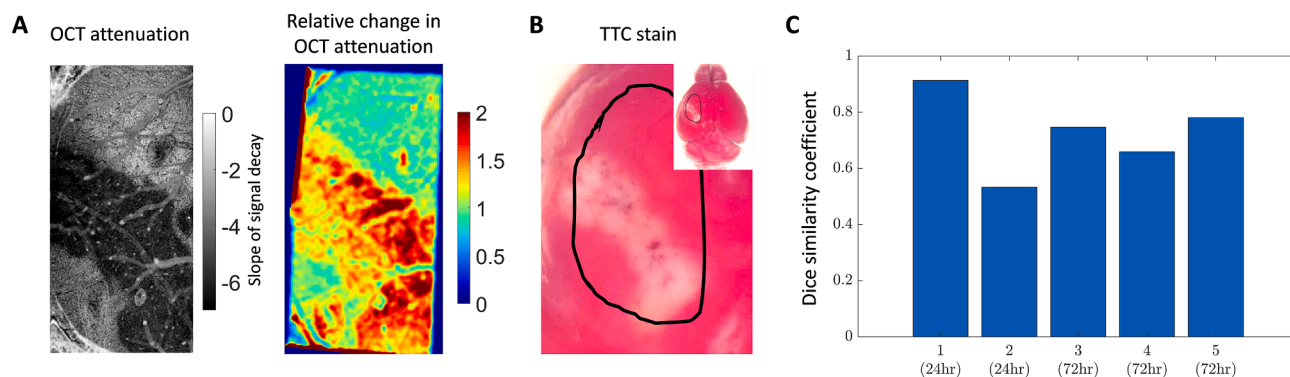 A
OCT attenuation
0
-2
-4
-6
Slope of signal decay
Relative change in
OCT attenuation
2
1.5
1
0.5
0
B
TTC stain
C
Dice similarity coefficient
1
0.8
0.6
0.4
0.2
0
1 2 3 4 5
(24hr) (24hr) (72hr) (72hr) (72hr)